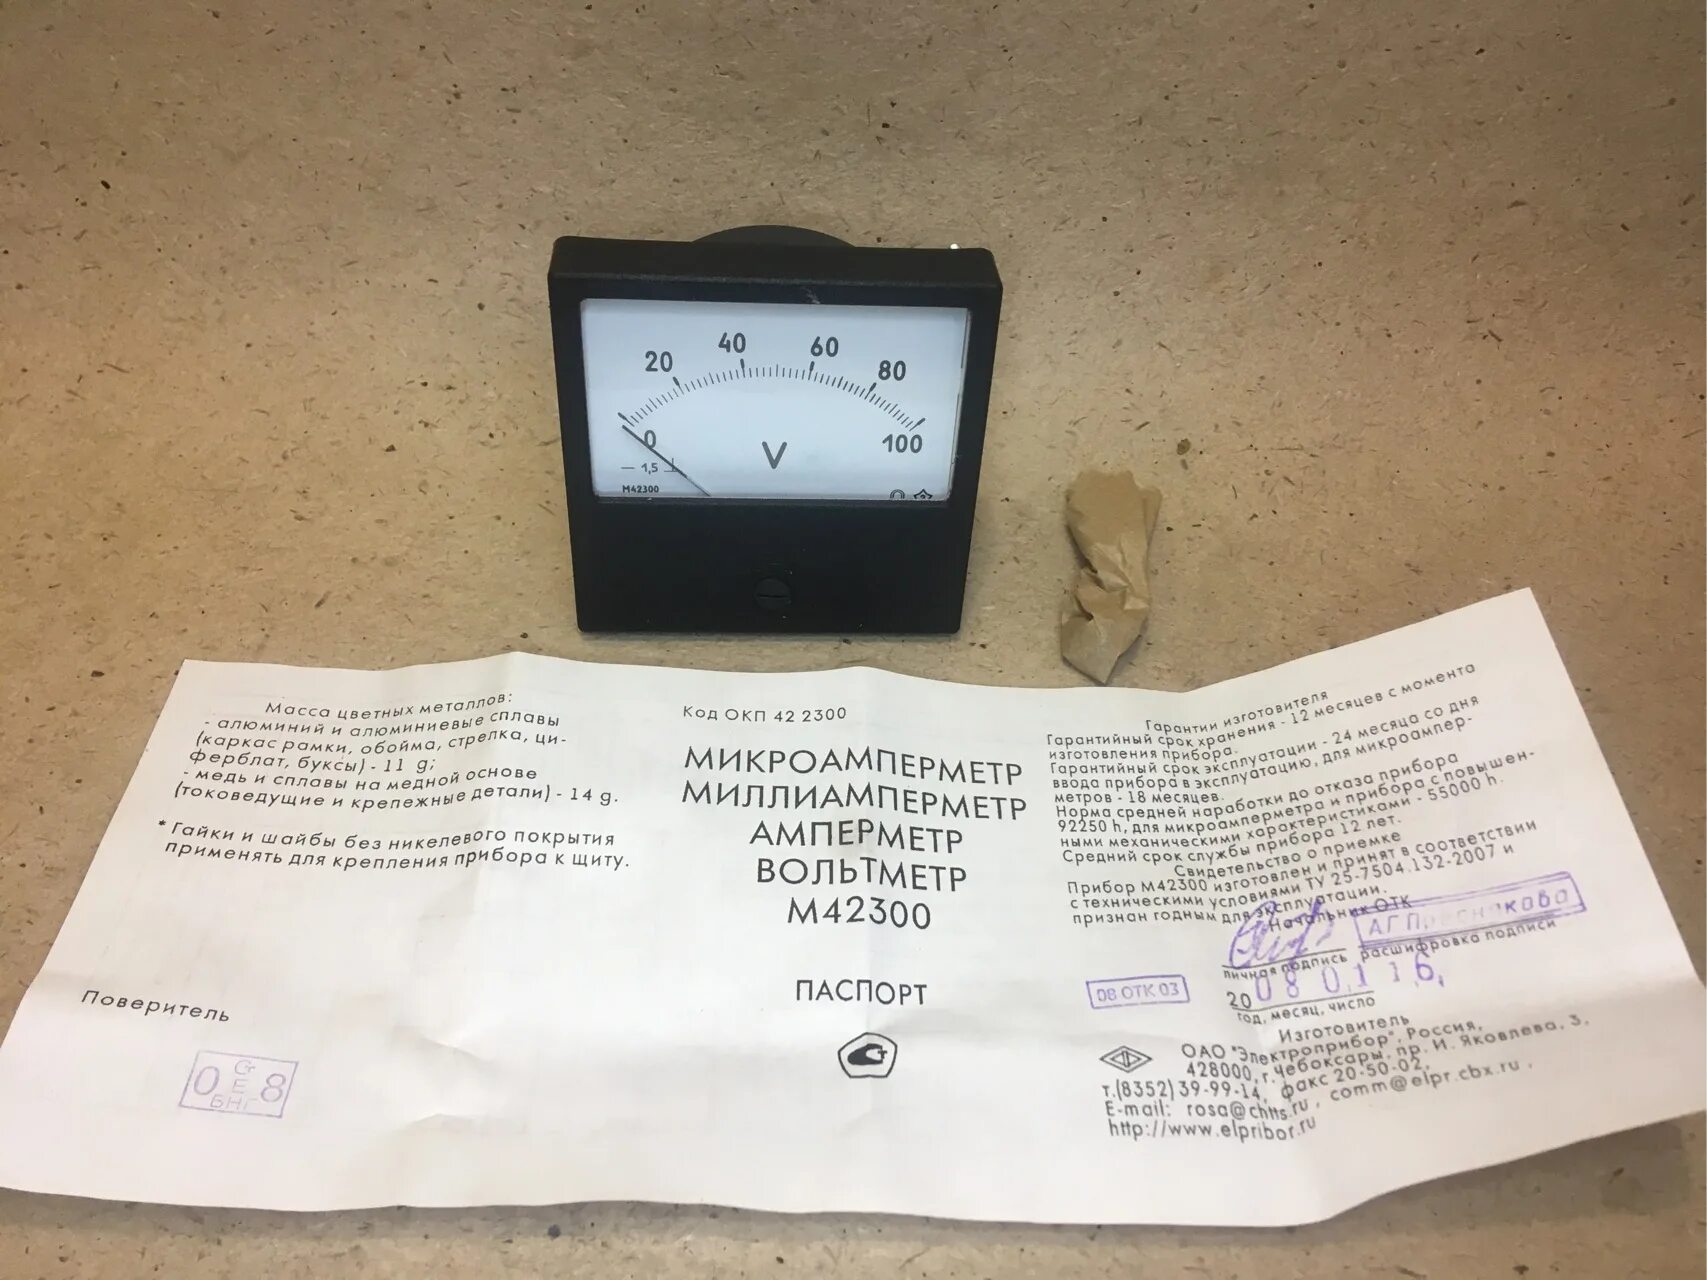 20 40 60 80
0 100
V
1,5
М42300
Масса цветных металлов:
- алюминий и алюминиевые сплавы
(каркас рамки, обойма, стрелка, ци-
ферблат, буксы) - 11 g;
- медь и сплавы на медной основе
(токоведущие и крепежные детали) - 14 g.
* Гайки и шайбы без никелевого покрытия
применять для крепления прибора к щиту.
Поверитель
0 8
БНГ
Код ОКП 42 2300
МИКРОАМПЕРМЕТР
МИЛЛИАМПЕРМЕТР
АМПЕРМЕТР
ВОЛЬТМЕТР
М42300
ПАСПОРТ
Гарантии изготовителя
Гарантийный срок хранения - 12 месяцев с момента
изготовления прибора.
Гарантийный срок эксплуатации - 24 месяца со дня
ввода прибора в эксплуатацию, для микроампер-
метров - 18 месяцев.
Норма средней наработки до отказа прибора
92250 h, для микроамперметра и прибора с повышен-
ными механическими характеристиками - 55000 h.
Средний срок службы прибора 12 лет.
Свидетельство о приемке
Прибор М42300 изготовлен и принят в соответствии
с техническими условиями ТУ 25-7504.132-2007 и
признан годным для эксплуатации.
Начальник ОТК
личная подпись расшифровка подписи
08 ОТК 03
20 08 01 16
год, месяц, число
Изготовитель
ОАО "Электроприбор", Россия,
428000, г. Чебоксары, пр. И. Яковлева, 3,
т.(8352) 39-99-14, факс 20-50-02,
E-mail: rosa@chtts.ru , comm@elpr.cbx.ru ,
http://www.elpribor.ru